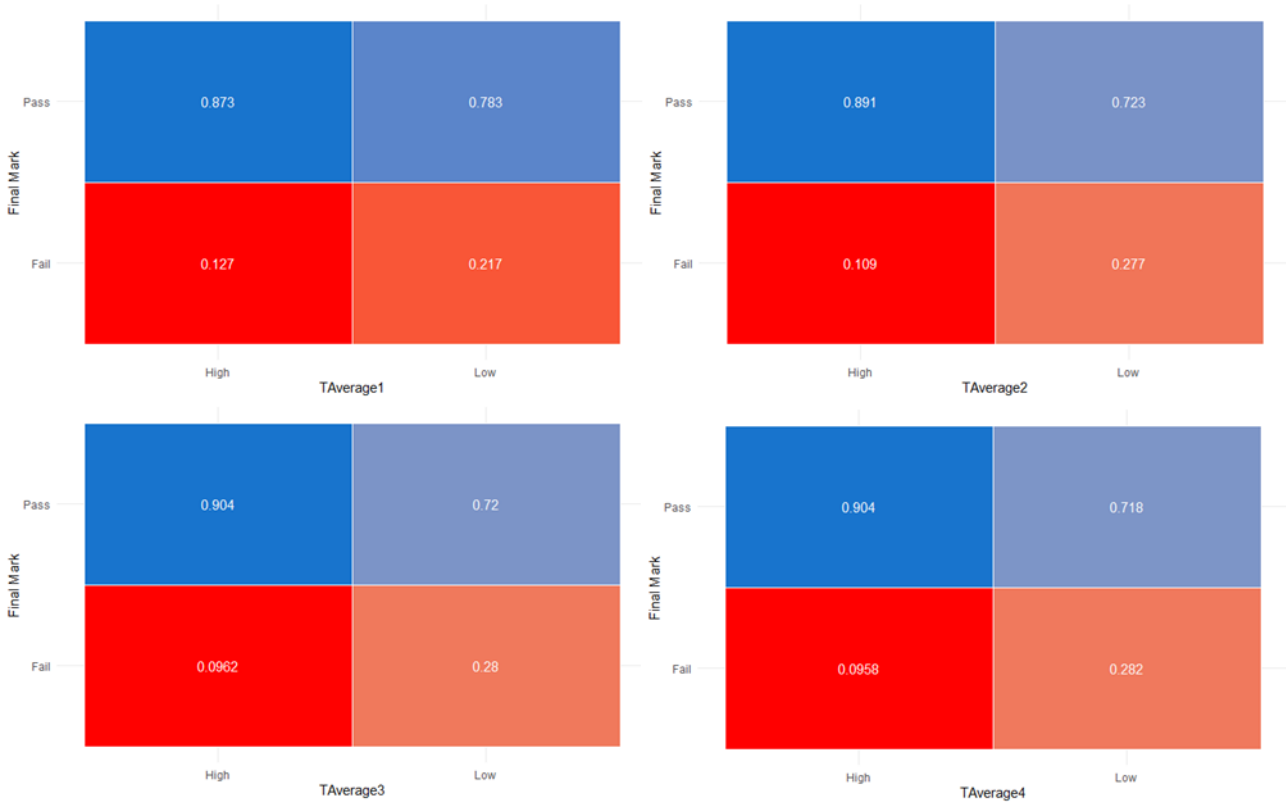 Final Mark
Pass
0.873
0.783
Fail
0.127
0.217
High
Low
TAverage1
Final Mark
Pass
0.891
0.723
Fail
0.109
0.277
High
Low
TAverage2
Final Mark
Pass
0.904
0.72
Fail
0.0962
0.28
High
Low
TAverage3
Final Mark
Pass
0.904
0.718
Fail
0.0958
0.282
High
Low
TAverage4